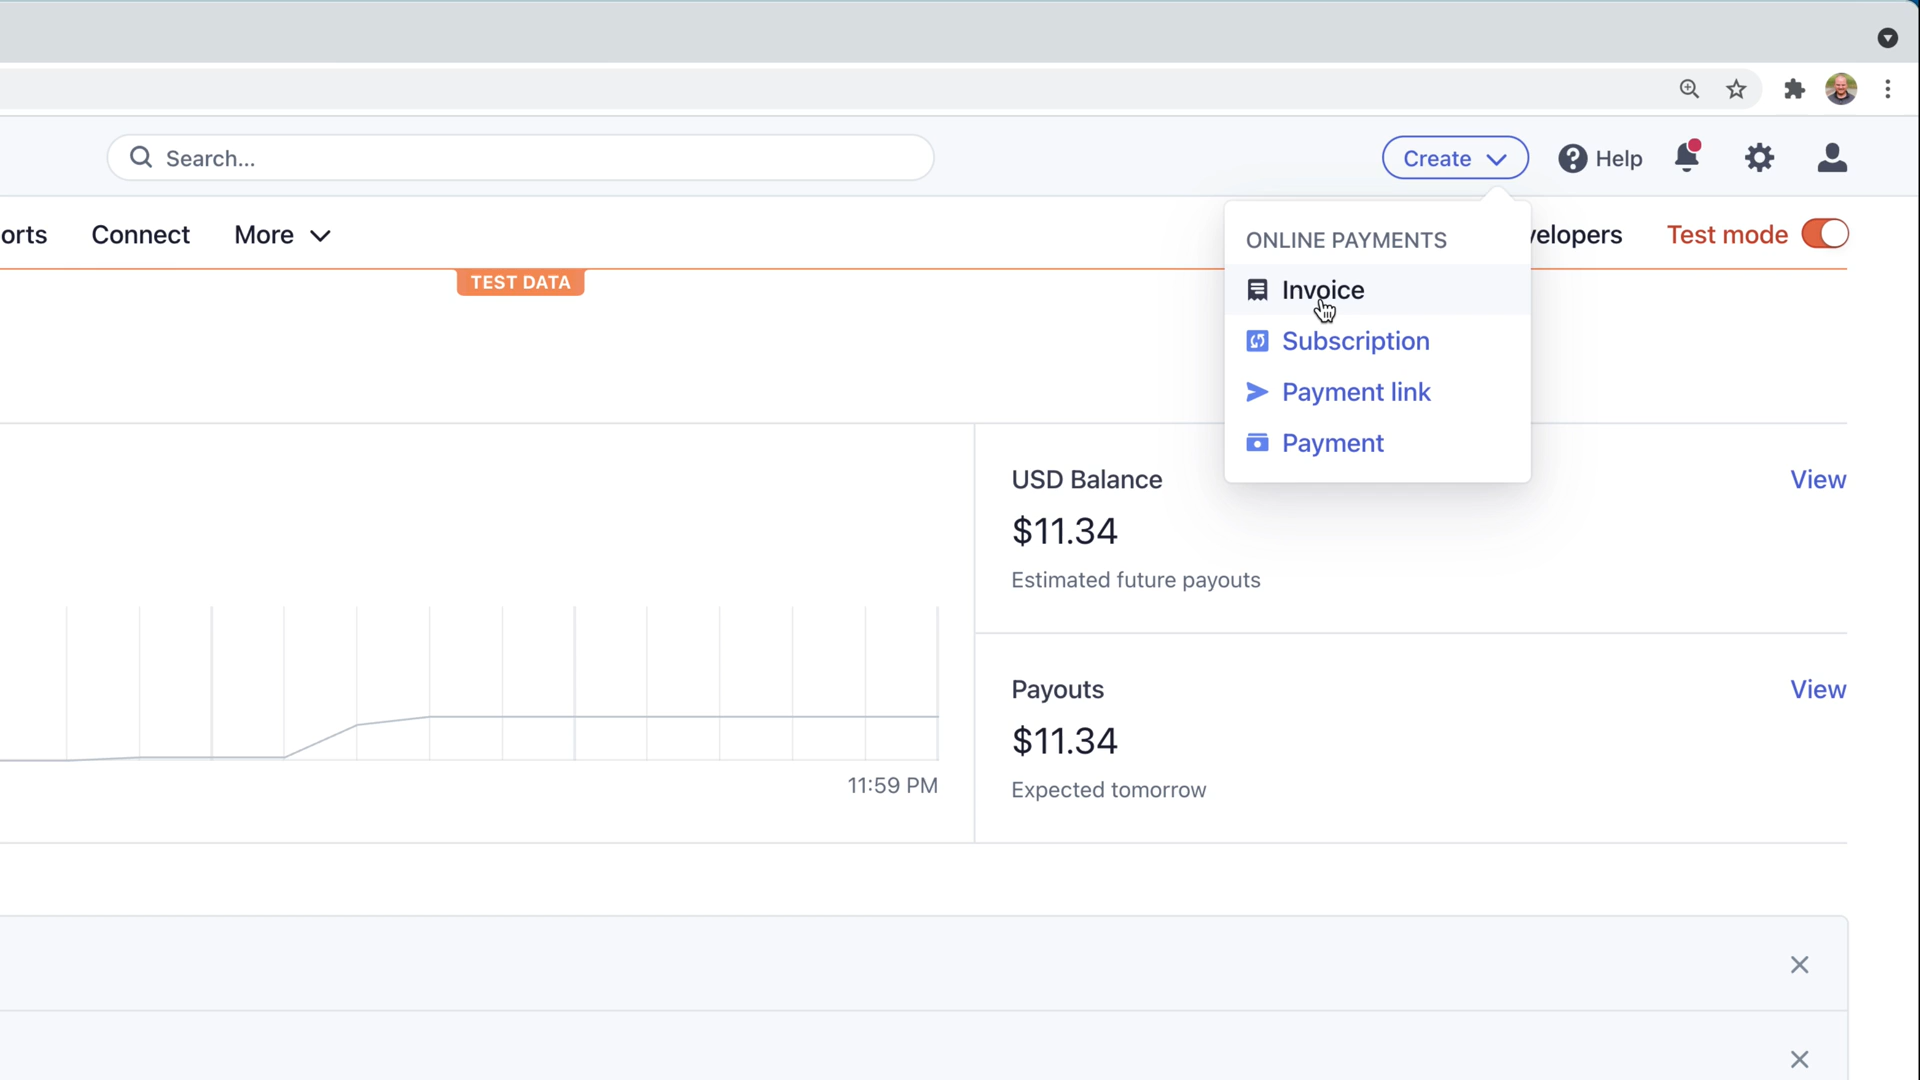 Search...
Create
Help
orts
Connect
More
velopers
Test mode
TEST DATA
ONLINE PAYMENTS
Invoice
Subscription
Payment link
Payment
USD Balance
View
$11.34
Estimated future payouts
Payouts
View
$11.34
Expected tomorrow
11:59 PM